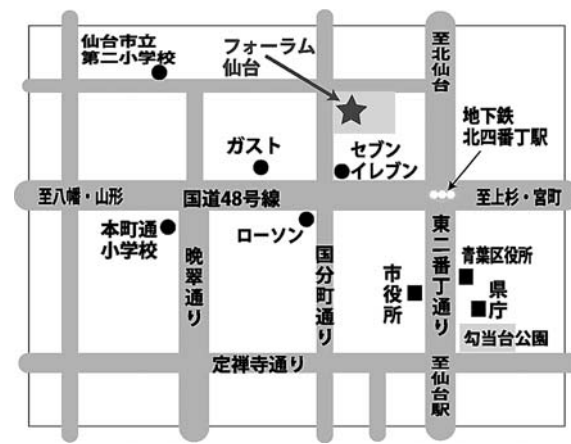 仙台市立
第二小学校
フォーラム
仙台
至北仙台
地下鉄
北四番丁駅
ガスト
セブン
イレブン
至八幡・山形
国道48号線
至上杉・宮町
本町通
小学校
ローソン
晩翠通り
国分町通り
東二番丁通り
市役所
青葉区役所
県庁
勾当台公園
定禅寺通り
至仙台駅